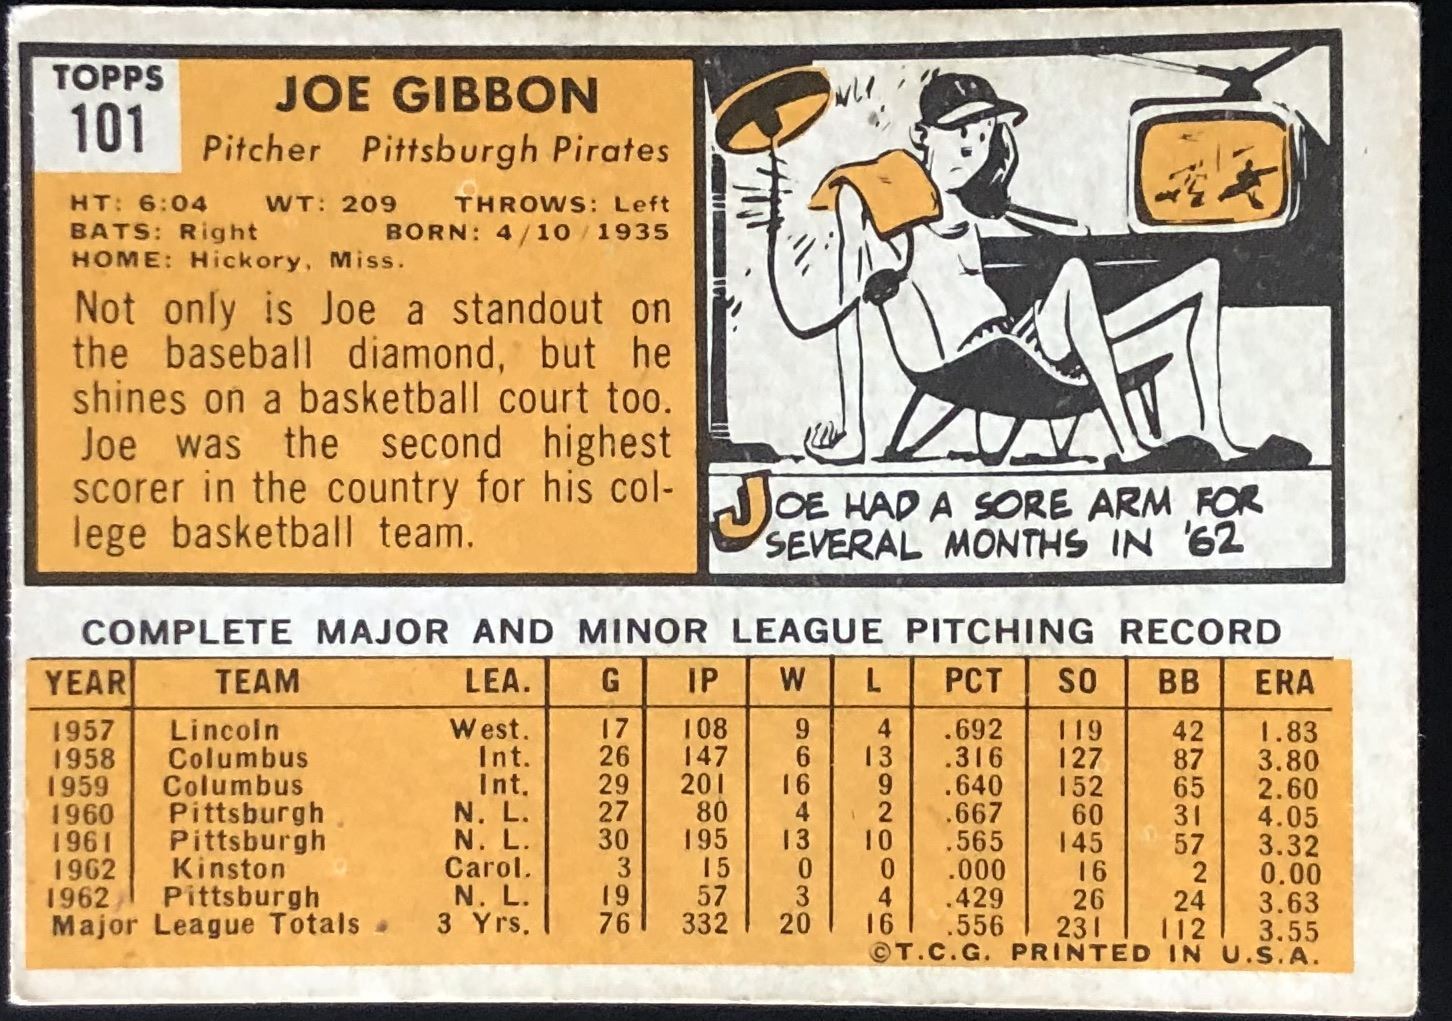 TOPPS
101
JOE GIBBON
Pitcher Pittsburgh Pirates
HT: 6:04 WT: 209 THROWS: Left
BATS: Right BORN: 4/10/1935
HOME: Hickory, Miss.
Not only is Joe a standout on
the baseball diamond, but he
shines on a basketball court too.
Joe was the second highest
scorer in the country for his col-
lege basketball team.
JOE HAD A SORE ARM FOR
SEVERAL MONTHS IN '62
COMPLETE MAJOR AND MINOR LEAGUE PITCHING RECORD
YEAR TEAM LEA. G IP W L PCT SO BB ERA
1957 Lincoln West. 17 108 9 4 .692 119 42 1.83
1958 Columbus Int. 26 147 6 13 .316 127 87 3.80
1959 Columbus Int. 29 201 16 9 .640 152 65 2.60
1960 Pittsburgh N. L. 27 80 4 2 .667 60 31 4.05
1961 Pittsburgh N. L. 30 195 13 10 .565 145 57 3.32
1962 Kinston Carol. 3 15 0 0 .000 16 2 0.00
1962 Pittsburgh N. L. 19 57 3 4 .429 26 24 3.63
Major League Totals 3 Yrs. 76 332 20 16 .556 231 112 3.55
©T.C.G. PRINTED IN U.S.A.